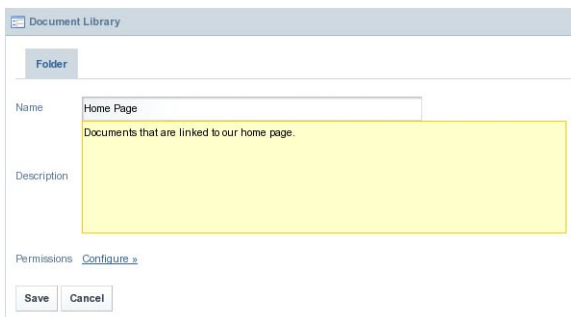 Document Library
Folder
Name Home Page
Documents that are linked to our home page.
Description
Permissions Configure »
Save Cancel